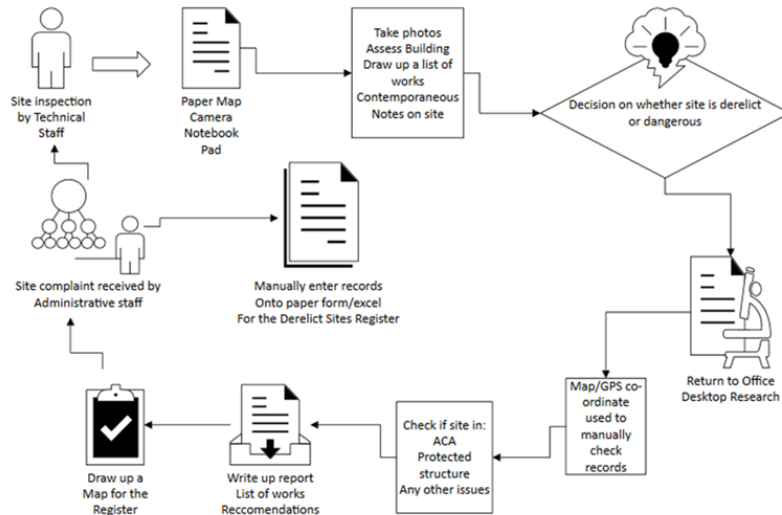 Site inspection
by Technical
Staff
Paper Map
Camera
Notebook
Pad
Take photos
Assess Building
Draw up a list of
works
Contemporaneous
Notes on site
Decision on whether site is derelict
or dangerous
Site complaint received by
Administrative staff
Manually enter records
Onto paper form/excel
For the Derelict Sites Register
Return to Office
Desktop Research
Map/GPS co-
ordinate
used to
manually
check
records
Check if site in:
ACA
Protected
structure
Any other issues
Write up report
List of works
Reccomendations
Draw up a
Map for the
Register